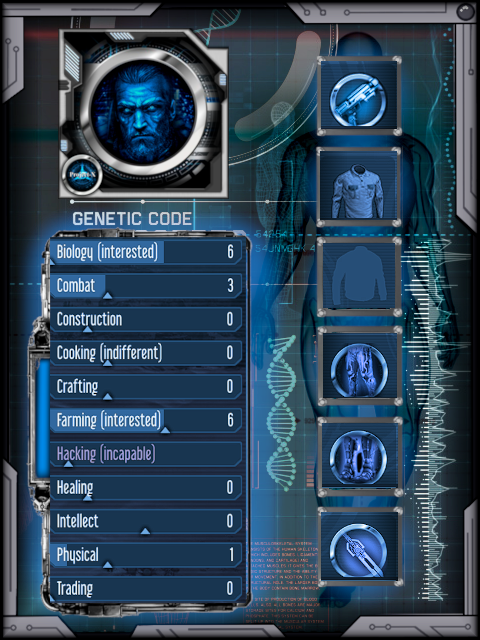 GENETIC CODE
Biology (interested) 6
Combat 3
Construction 0
Cooking (indifferent) 0
Crafting 0
Farming (interested) 6
Hacking (incapable)
Healing 0
Intellect 0
Physical 1
Trading 0